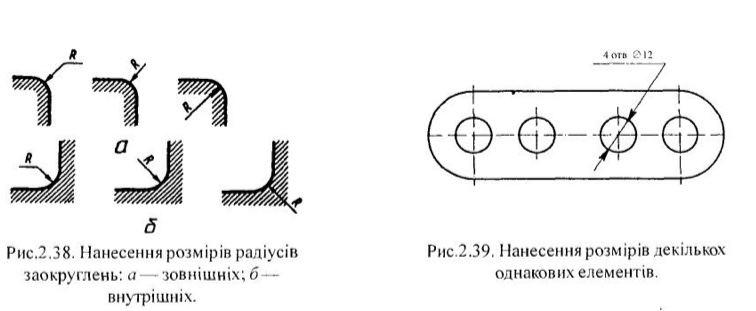 R R R
а
R R R
б
Рис.2.38. Нанесення розмірів радіусів
заокруглень: а — зовнішніх; б —
внутрішніх.
4 отв ∅12
Рис.2.39. Нанесення розмірів декількох
однакових елементів.